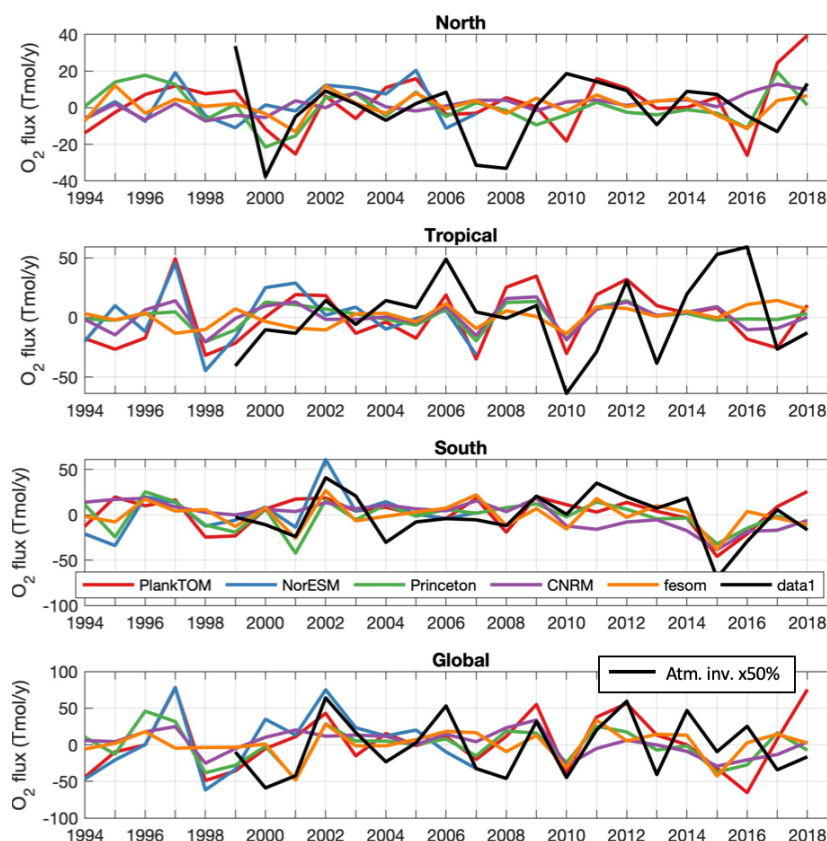 North
40
20
0
-20
-40
O2 flux (Tmol/y)
1994 1996 1998 2000 2002 2004 2006 2008 2010 2012 2014 2016 2018
Tropical
50
0
-50
O2 flux (Tmol/y)
1994 1996 1998 2000 2002 2004 2006 2008 2010 2012 2014 2016 2018
South
50
0
-50
-100
O2 flux (Tmol/y)
PlankTOM NorESM Princeton CNRM fesom data1
1994 1996 1998 2000 2002 2004 2006 2008 2010 2012 2014 2016 2018
Global
Atm. inv. x50%
100
50
0
-50
-100
O2 flux (Tmol/y)
1994 1996 1998 2000 2002 2004 2006 2008 2010 2012 2014 2016 2018